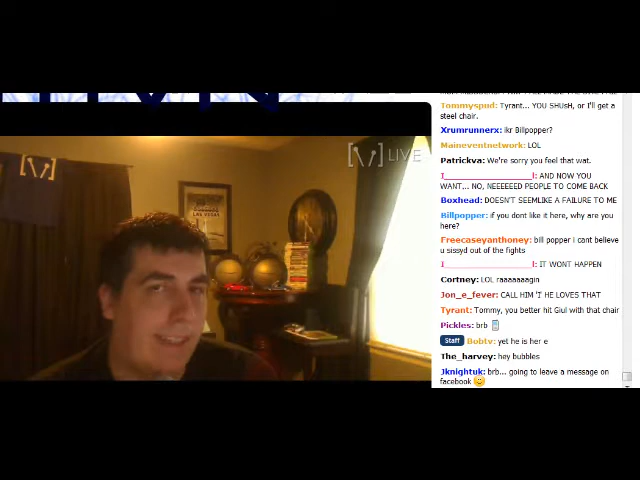 [\/]
[\/] LIVE
LAS VEGAS
Tommyspud: Tyrant... YOU SHUsH, or I'll get a
steel chair.
Xrumrunnerx: ikr Billpopper?
Maineventnetwork: LOL
Patrickva: We're sorry you feel that wat.
I__________________I: AND NOW YOU
WANT... NO, NEEEEEED PEOPLE TO COME BACK
Boxhead: DOESN'T SEEMLIKE A FAILURE TO ME
Billpopper: if you dont like it here, why are you
here?
Freecaseyanthoney: bill popper I cant believe
u sissyd out of the fights
I__________________I: IT WONT HAPPEN
Cortney: LOL raaaaaaagin
Jon_e_fever: CALL HIM 'T HE LOVES THAT
Tyrant: Tommy, you better hit Giul with that chair
Pickles: brb
Staff Bobtv: yet he is her e
The_harvey: hey bubbles
Jknightuk: brb... going to leave a message on
facebook